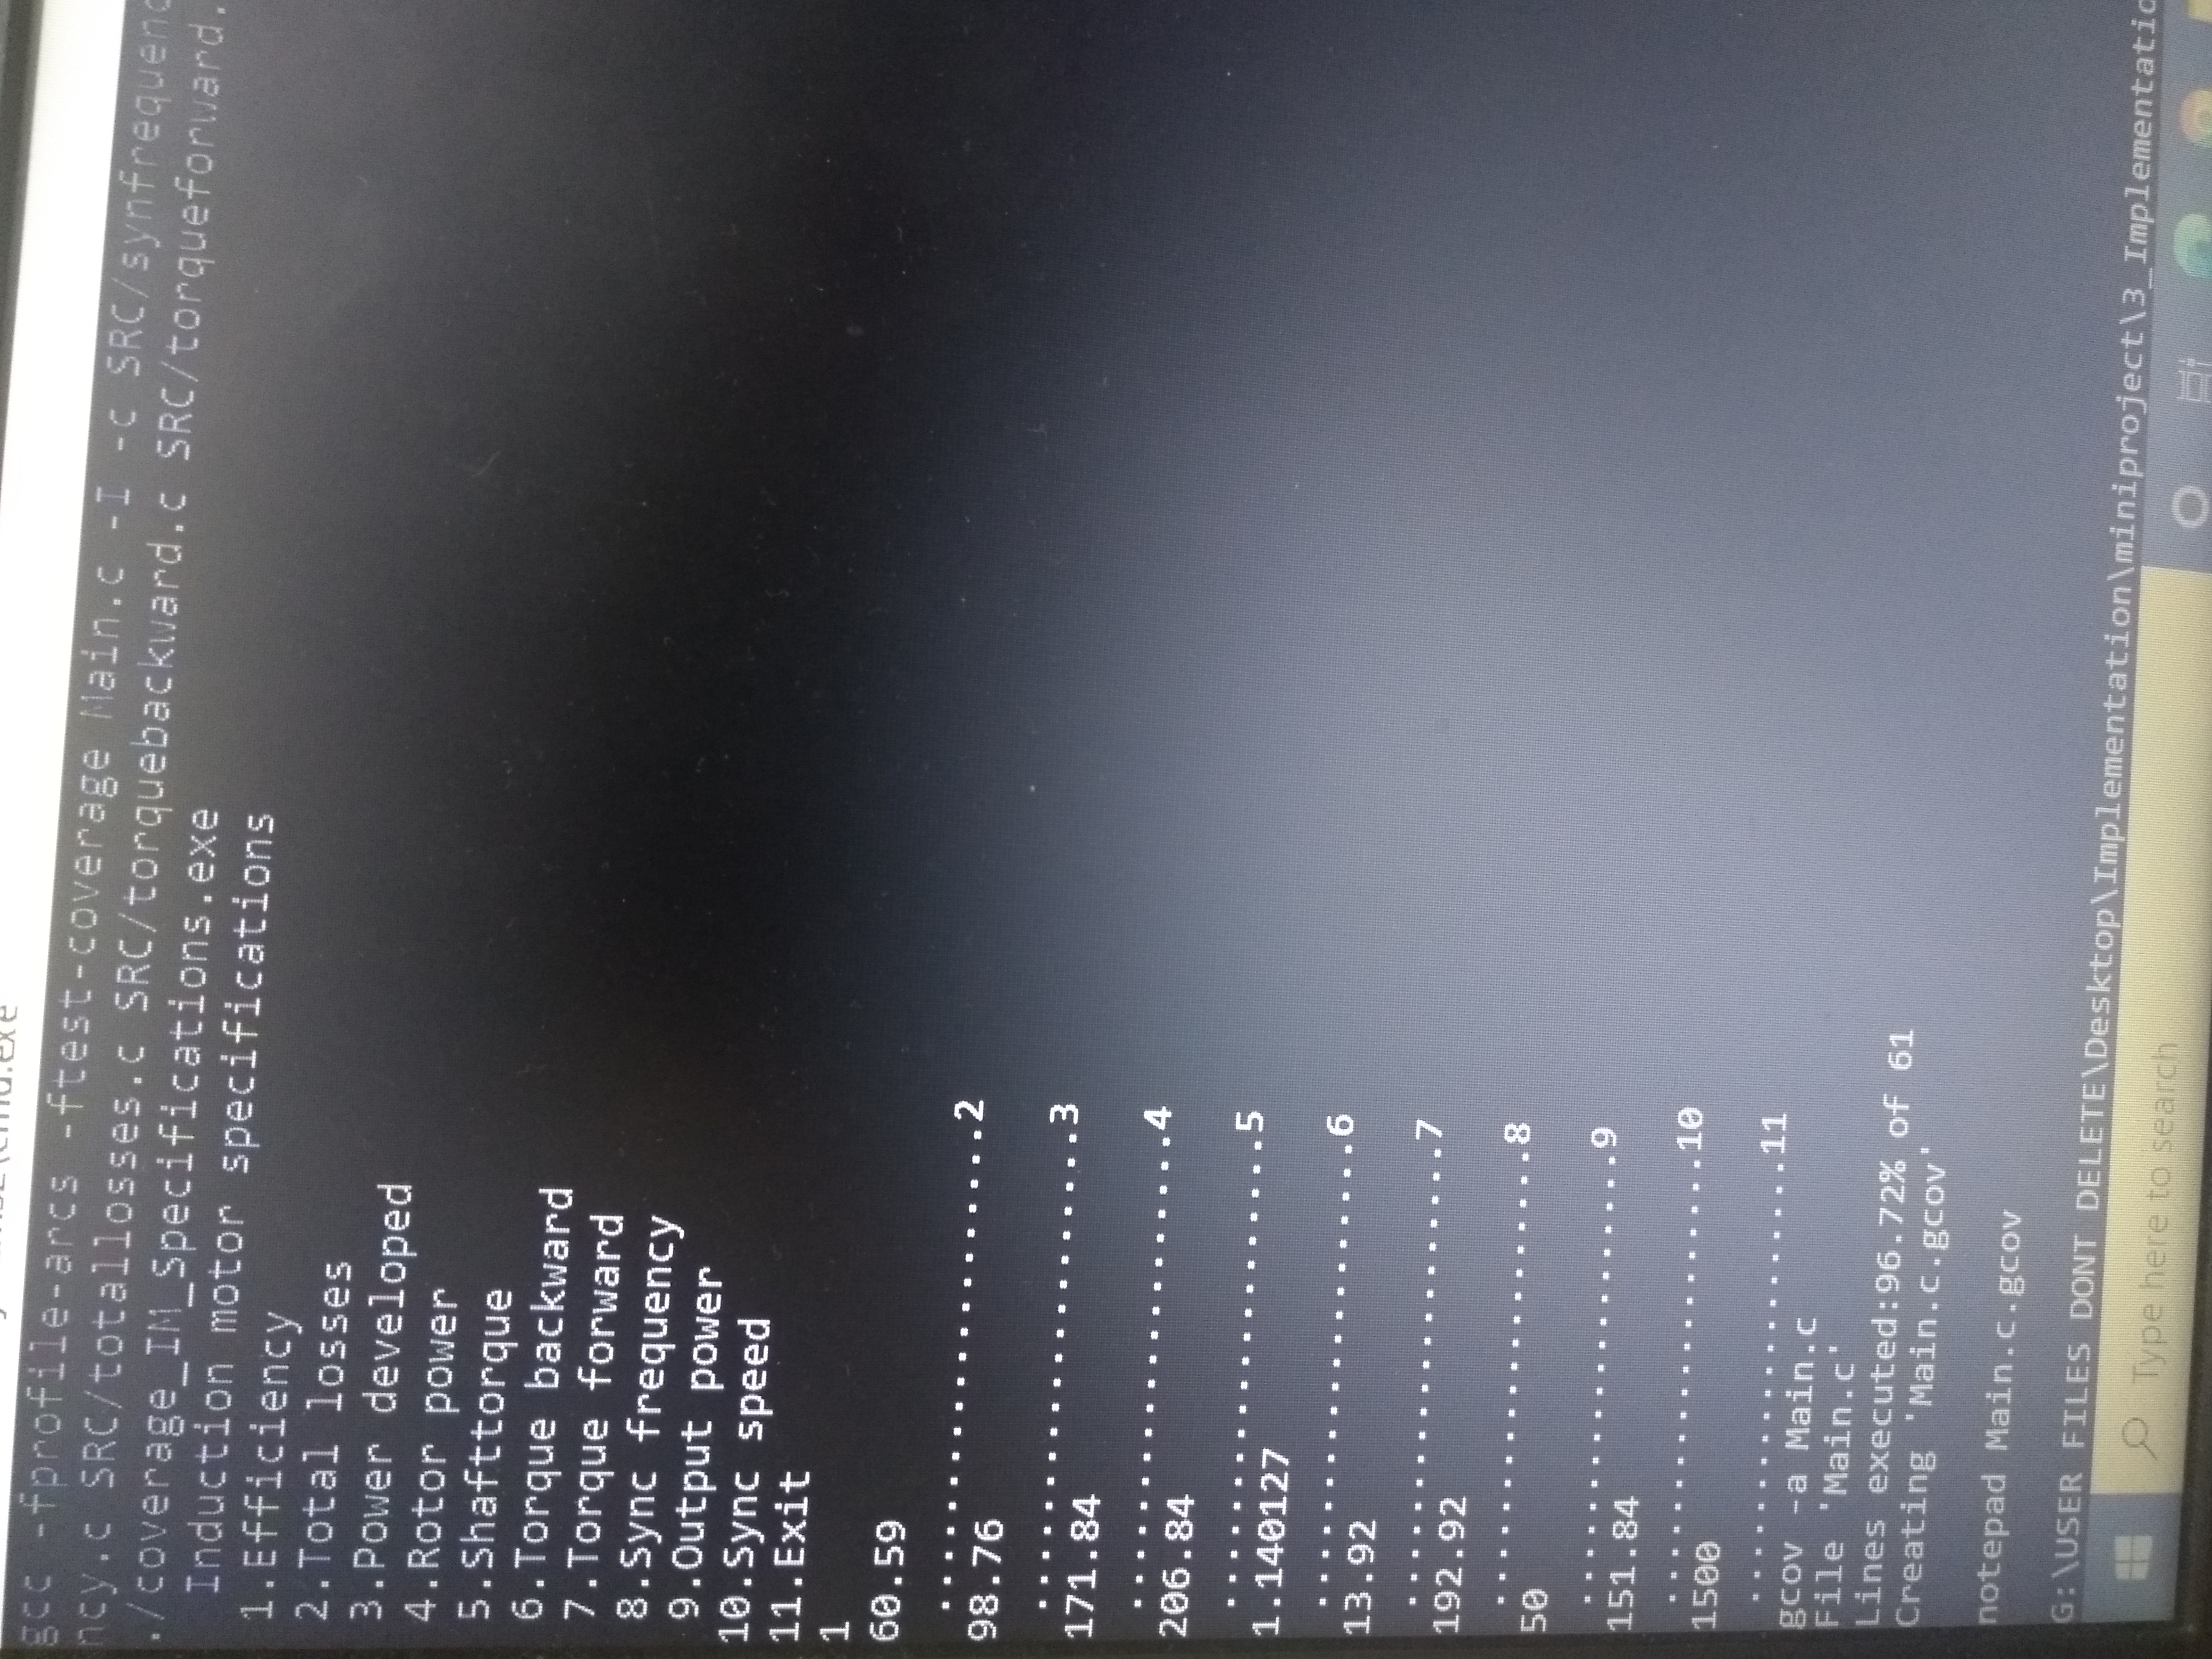 cmd.exe
gcc -fprofile-arcs -ftest-coverage Main.c -I -c SRC/synfrequenc
ncy.c SRC/totallosses.c SRC/torquebackward.c SRC/torqueforward.
./coverage_IM_Specifications.exe
Induction motor specifications
1.Efficiency
2.Total losses
3.Power developed
4.Rotor power
5.Shafttorque
6.Torque backward
7.Torque forward
8.Sync frequency
9.Output power
10.Sync speed
11.Exit
1
60.59
....................2
98.76
....................3
171.84
....................4
206.84
....................5
1.140127
....................6
13.92
....................7
192.92
....................8
50
....................9
151.84
....................10
1500
....................11
gcov -a Main.c
File 'Main.c'
Lines executed:96.72% of 61
Creating 'Main.c.gcov'
notepad Main.c.gcov
G:\USER FILES DONT DELETE\Desktop\Implementation\miniproject\3_Implementatio
Type here to search